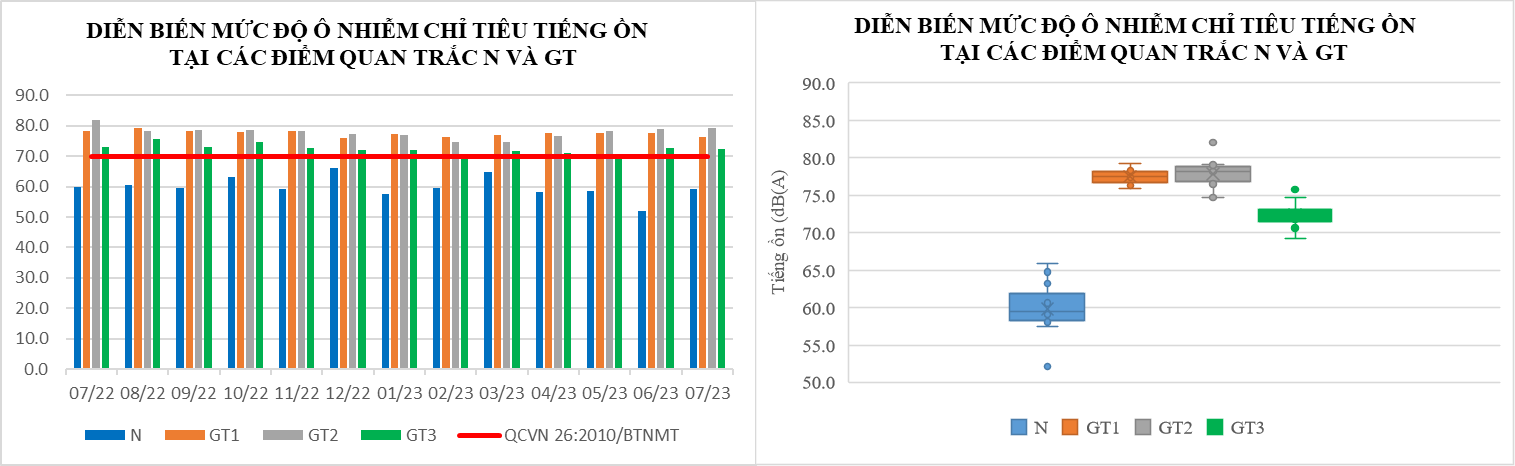 DIỄN BIẾN MỨC ĐỘ Ô NHIỄM CHỈ TIÊU TIẾNG ỒN
TẠI CÁC ĐIỂM QUAN TRẮC N VÀ GT
90.0
80.0
70.0
60.0
50.0
40.0
30.0
20.0
10.0
0.0
07/22 08/22 09/22 10/22 11/22 12/22 01/23 02/23 03/23 04/23 05/23 06/23 07/23
N GT1 GT2 GT3 QCVN 26:2010/BTNMT
DIỄN BIẾN MỨC ĐỘ Ô NHIỄM CHỈ TIÊU TIẾNG ỒN
TẠI CÁC ĐIỂM QUAN TRẮC N VÀ GT
Tiếng ồn (dB(A)
90.0
85.0
80.0
75.0
70.0
65.0
60.0
55.0
50.0
N GT1 GT2 GT3